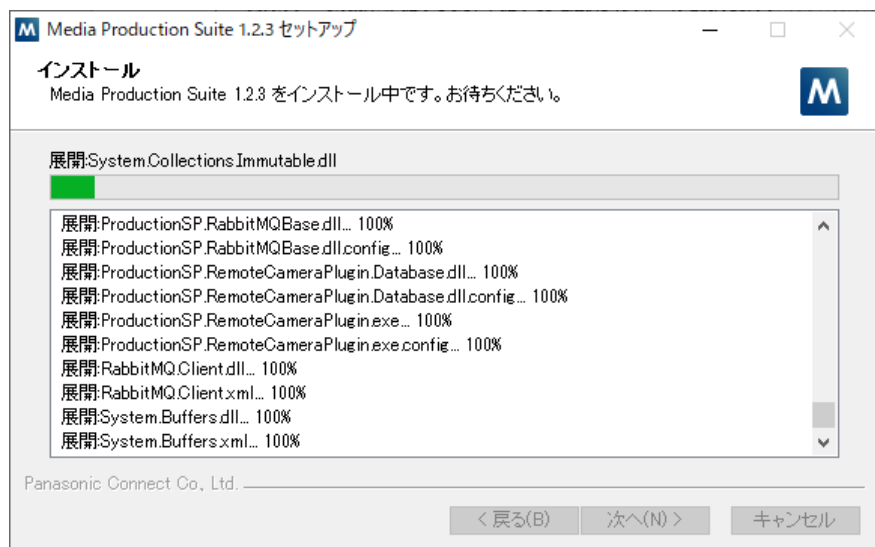 M Media Production Suite 1.2.3 セットアップ
インストール
Media Production Suite 1.2.3 をインストール中です。お待ちください。
M
展開:System.Collections.Immutable.dll
展開:ProductionSP.RabbitMQBase.dll... 100%
展開:ProductionSP.RabbitMQBase.dll.config... 100%
展開:ProductionSP.RemoteCameraPlugin.Database.dll... 100%
展開:ProductionSP.RemoteCameraPlugin.Database.dll.config... 100%
展開:ProductionSP.RemoteCameraPlugin.exe... 100%
展開:ProductionSP.RemoteCameraPlugin.exe.config... 100%
展開:RabbitMQ.Client.dll... 100%
展開:RabbitMQ.Client.xml... 100%
展開:System.Buffers.dll... 100%
展開:System.Buffers.xml... 100%
Panasonic Connect Co., Ltd.
< 戻る(B) 次へ(N) > キャンセル